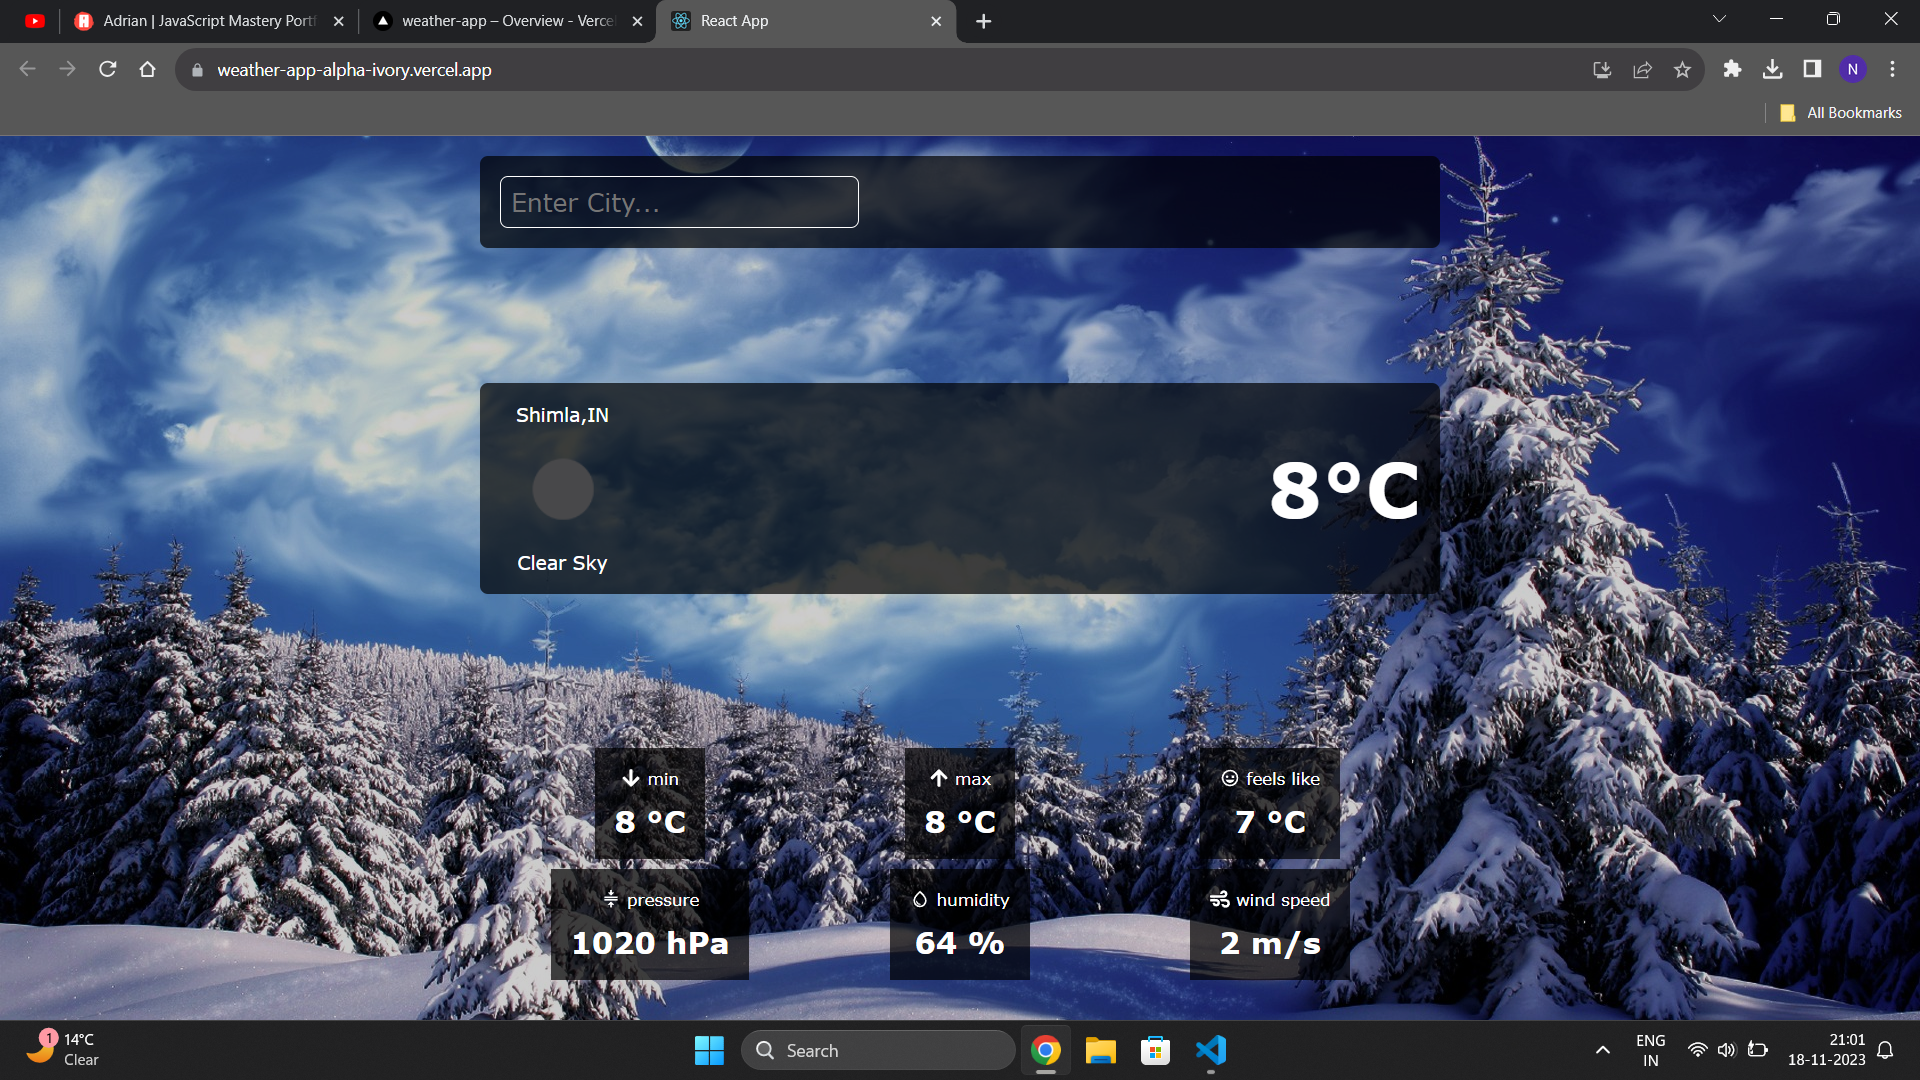 Adrian | JavaScript Mastery Portf
weather-app – Overview - Vercel
React App
weather-app-alpha-ivory.vercel.app
N
All Bookmarks
Enter City...
Shimla,IN
8°C
Clear Sky
min
8 °C
max
8 °C
feels like
7 °C
pressure
1020 hPa
humidity
64 %
wind speed
2 m/s
1
14°C
Clear
Search
ENG
IN
21:01
18-11-2023